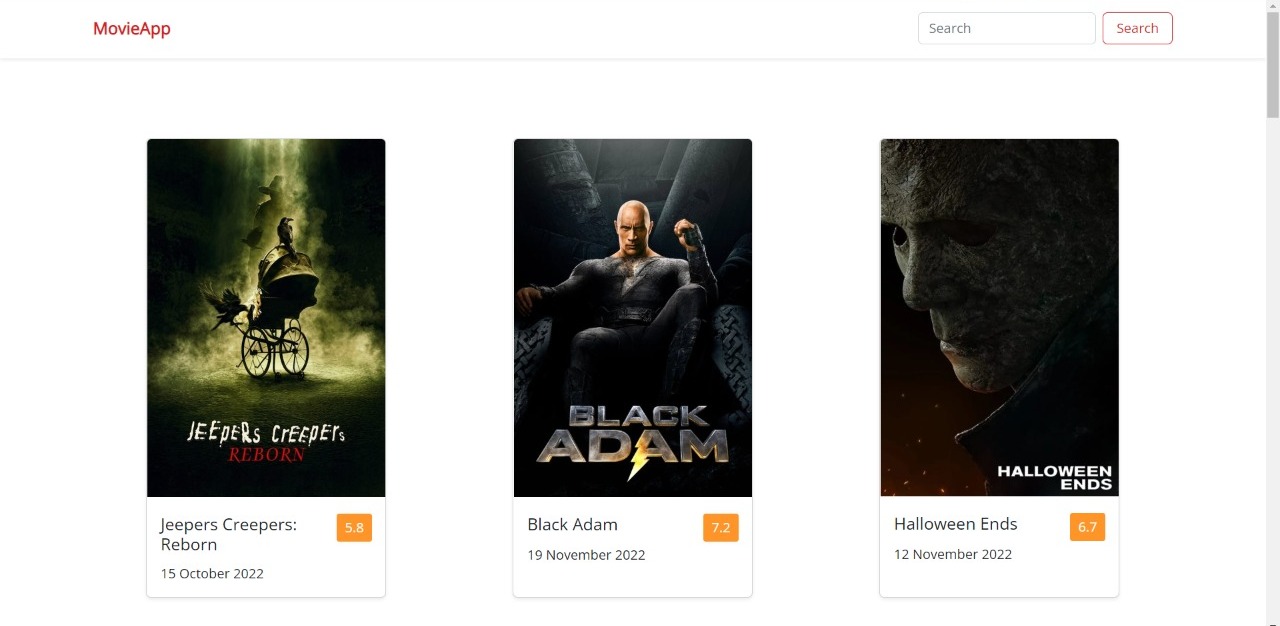 MovieApp
Search
Search
JEEPERS CREEPERS
REBORN
BLACK
ADAM
HALLOWEEN
ENDS
Jeepers Creepers:
Reborn
5.8
15 October 2022
Black Adam
7.2
19 November 2022
Halloween Ends
6.7
12 November 2022